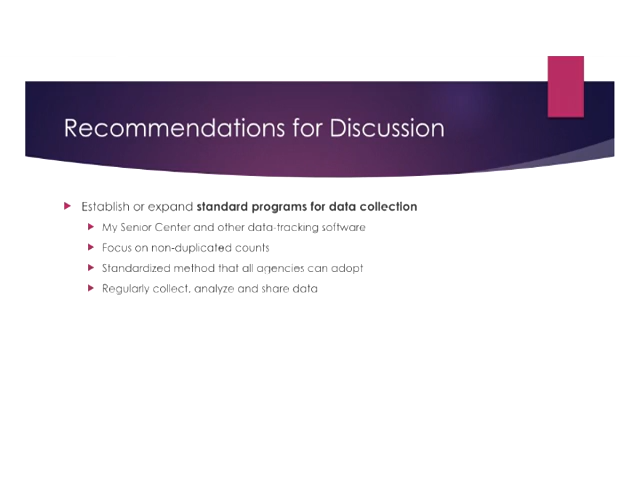 Recommendations for Discussion
Establish or expand standard programs for data collection
My Senior Center and other data-tracking software
Focus on non-duplicated counts
Standardized method that all agencies can adopt
Regularly collect, analyze and share data